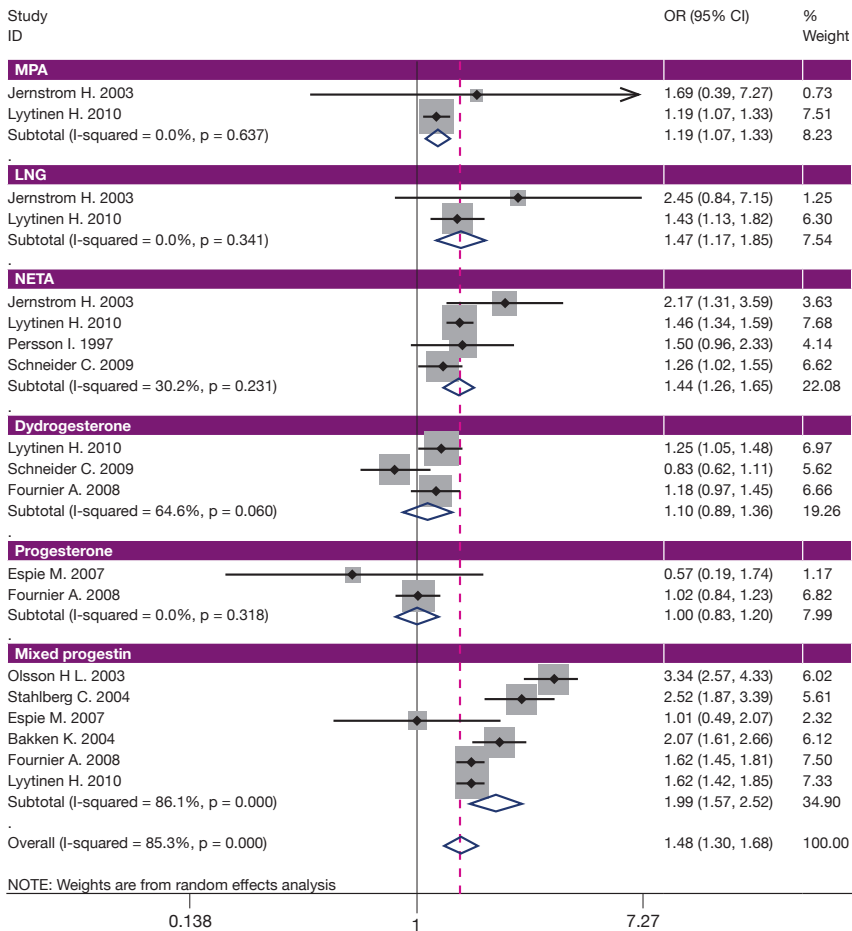 Study OR (95% CI) %
ID Weight
MPA
Jernstrom H. 2003 1.69 (0.39, 7.27) 0.73
Lyytinen H. 2010 1.19 (1.07, 1.33) 7.51
Subtotal (I-squared = 0.0%, p = 0.637) 1.19 (1.07, 1.33) 8.23
.
LNG
Jernstrom H. 2003 2.45 (0.84, 7.15) 1.25
Lyytinen H. 2010 1.43 (1.13, 1.82) 6.30
Subtotal (I-squared = 0.0%, p = 0.341) 1.47 (1.17, 1.85) 7.54
.
NETA
Jernstrom H. 2003 2.17 (1.31, 3.59) 3.63
Lyytinen H. 2010 1.46 (1.34, 1.59) 7.68
Persson I. 1997 1.50 (0.96, 2.33) 4.14
Schneider C. 2009 1.26 (1.02, 1.55) 6.62
Subtotal (I-squared = 30.2%, p = 0.231) 1.44 (1.26, 1.65) 22.08
.
Dydrogesterone
Lyytinen H. 2010 1.25 (1.05, 1.48) 6.97
Schneider C. 2009 0.83 (0.62, 1.11) 5.62
Fournier A. 2008 1.18 (0.97, 1.45) 6.66
Subtotal (I-squared = 64.6%, p = 0.060) 1.10 (0.89, 1.36) 19.26
.
Progesterone
Espie M. 2007 0.57 (0.19, 1.74) 1.17
Fournier A. 2008 1.02 (0.84, 1.23) 6.82
Subtotal (I-squared = 0.0%, p = 0.318) 1.00 (0.83, 1.20) 7.99
.
Mixed progestin
Olsson H L. 2003 3.34 (2.57, 4.33) 6.02
Stahlberg C. 2004 2.52 (1.87, 3.39) 5.61
Espie M. 2007 1.01 (0.49, 2.07) 2.32
Bakken K. 2004 2.07 (1.61, 2.66) 6.12
Fournier A. 2008 1.62 (1.45, 1.81) 7.50
Lyytinen H. 2010 1.62 (1.42, 1.85) 7.33
Subtotal (I-squared = 86.1%, p = 0.000) 1.99 (1.57, 2.52) 34.90
.
Overall (I-squared = 85.3%, p = 0.000) 1.48 (1.30, 1.68) 100.00
NOTE: Weights are from random effects analysis
0.138 1 7.27